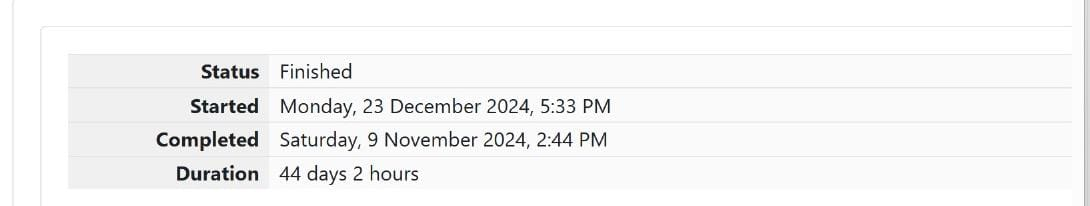 Status Finished
Started Monday, 23 December 2024, 5:33 PM
Completed Saturday, 9 November 2024, 2:44 PM
Duration 44 days 2 hours